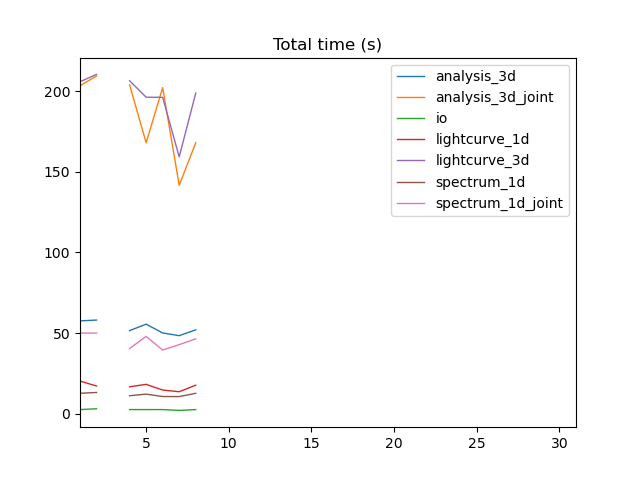 Total time (s)
analysis_3d
analysis_3d_joint
io
lightcurve_1d
lightcurve_3d
spectrum_1d
spectrum_1d_joint
200
150
100
50
0
5
10
15
20
25
30